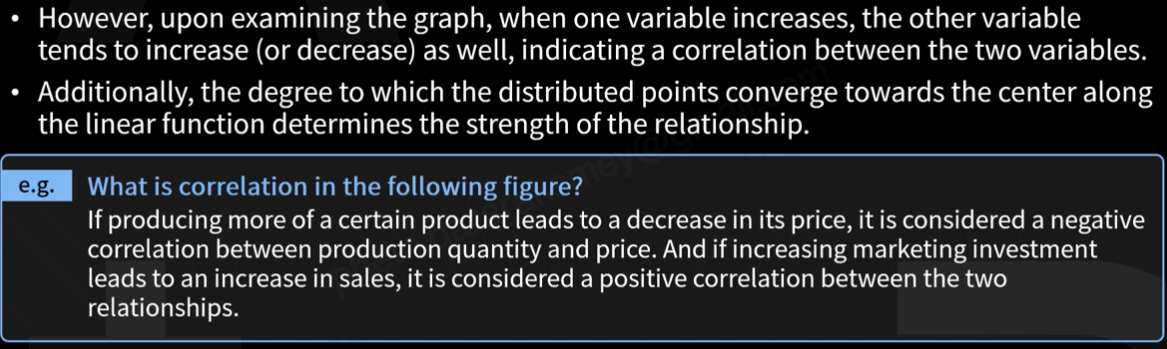 • However, upon examining the graph, when one variable increases, the other variable
tends to increase (or decrease) as well, indicating a correlation between the two variables.
• Additionally, the degree to which the distributed points converge towards the center along
the linear function determines the strength of the relationship.
e.g. What is correlation in the following figure?
If producing more of a certain product leads to a decrease in its price, it is considered a negative
correlation between production quantity and price. And if increasing marketing investment
leads to an increase in sales, it is considered a positive correlation between the two
relationships.